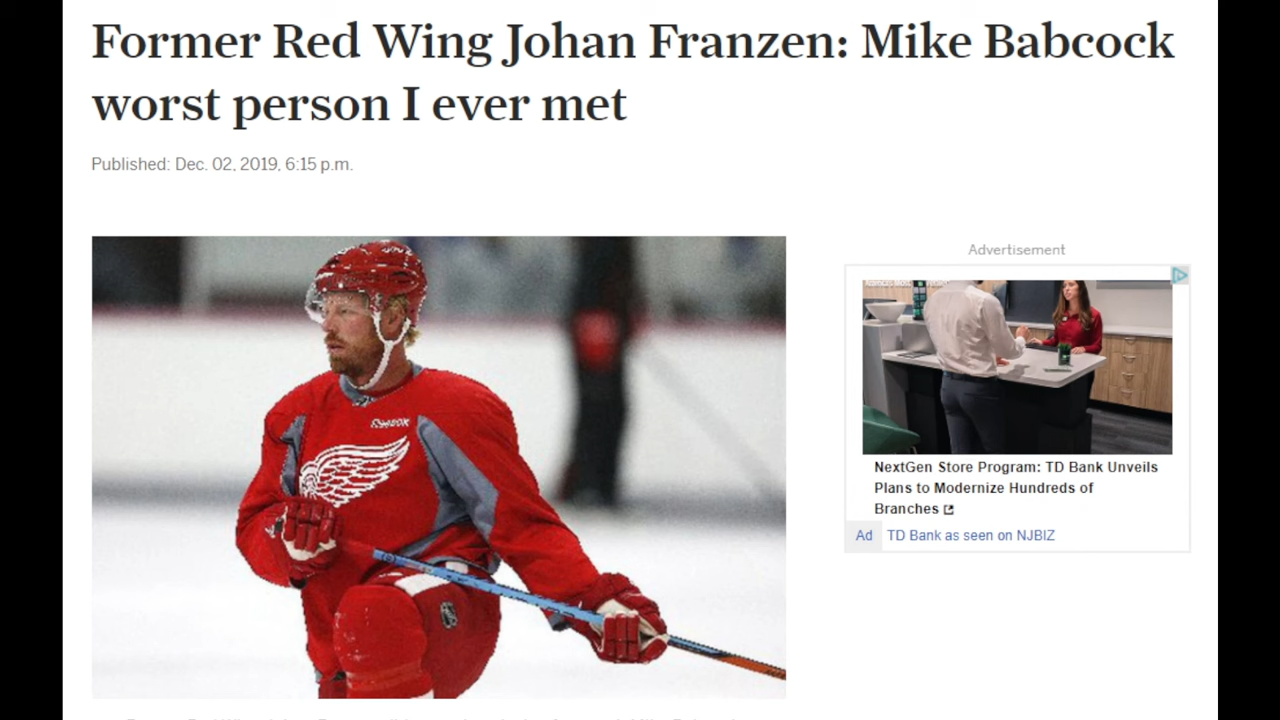 Former Red Wing Johan Franzen: Mike Babcock
worst person I ever met
Published: Dec. 02, 2019, 6:15 p.m.
Reebok
Advertisement
NextGen Store Program: TD Bank Unveils
Plans to Modernize Hundreds of
Branches
Ad TD Bank as seen on NJBIZ